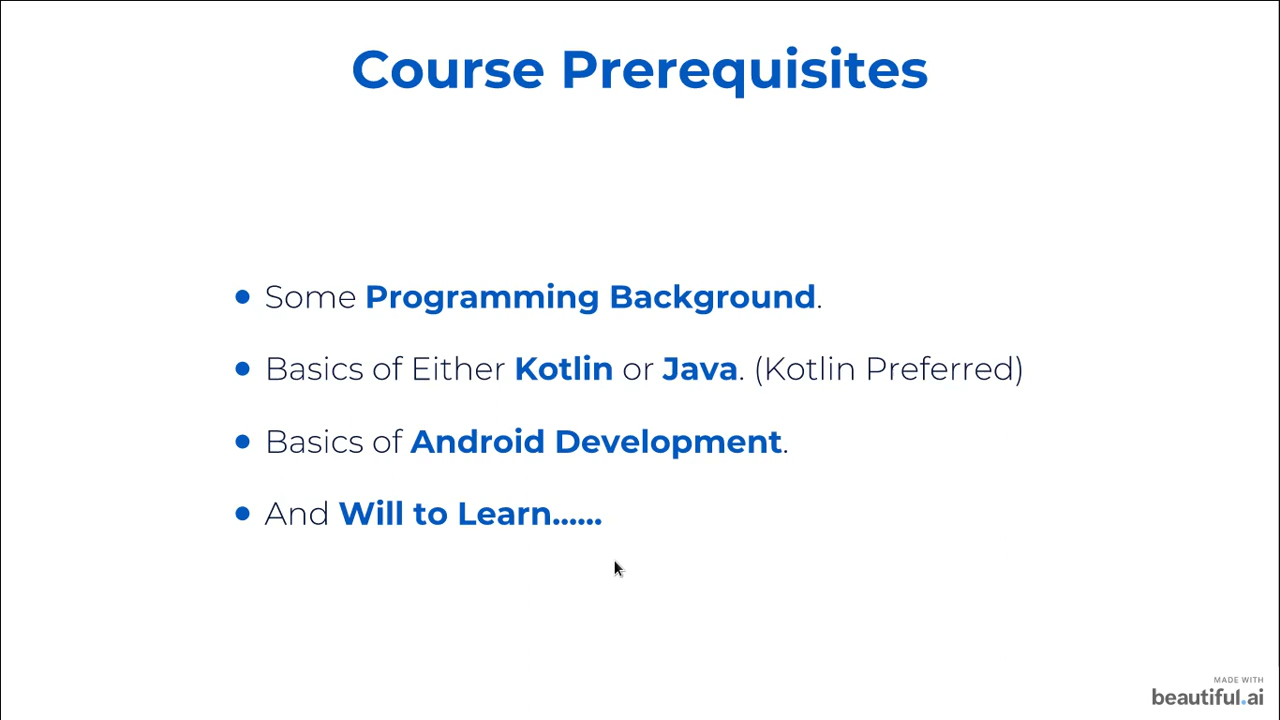 Course Prerequisites
Some Programming Background.
Basics of Either Kotlin or Java. (Kotlin Preferred)
Basics of Android Development.
And Will to Learn......
MADE WITH
beautiful.ai